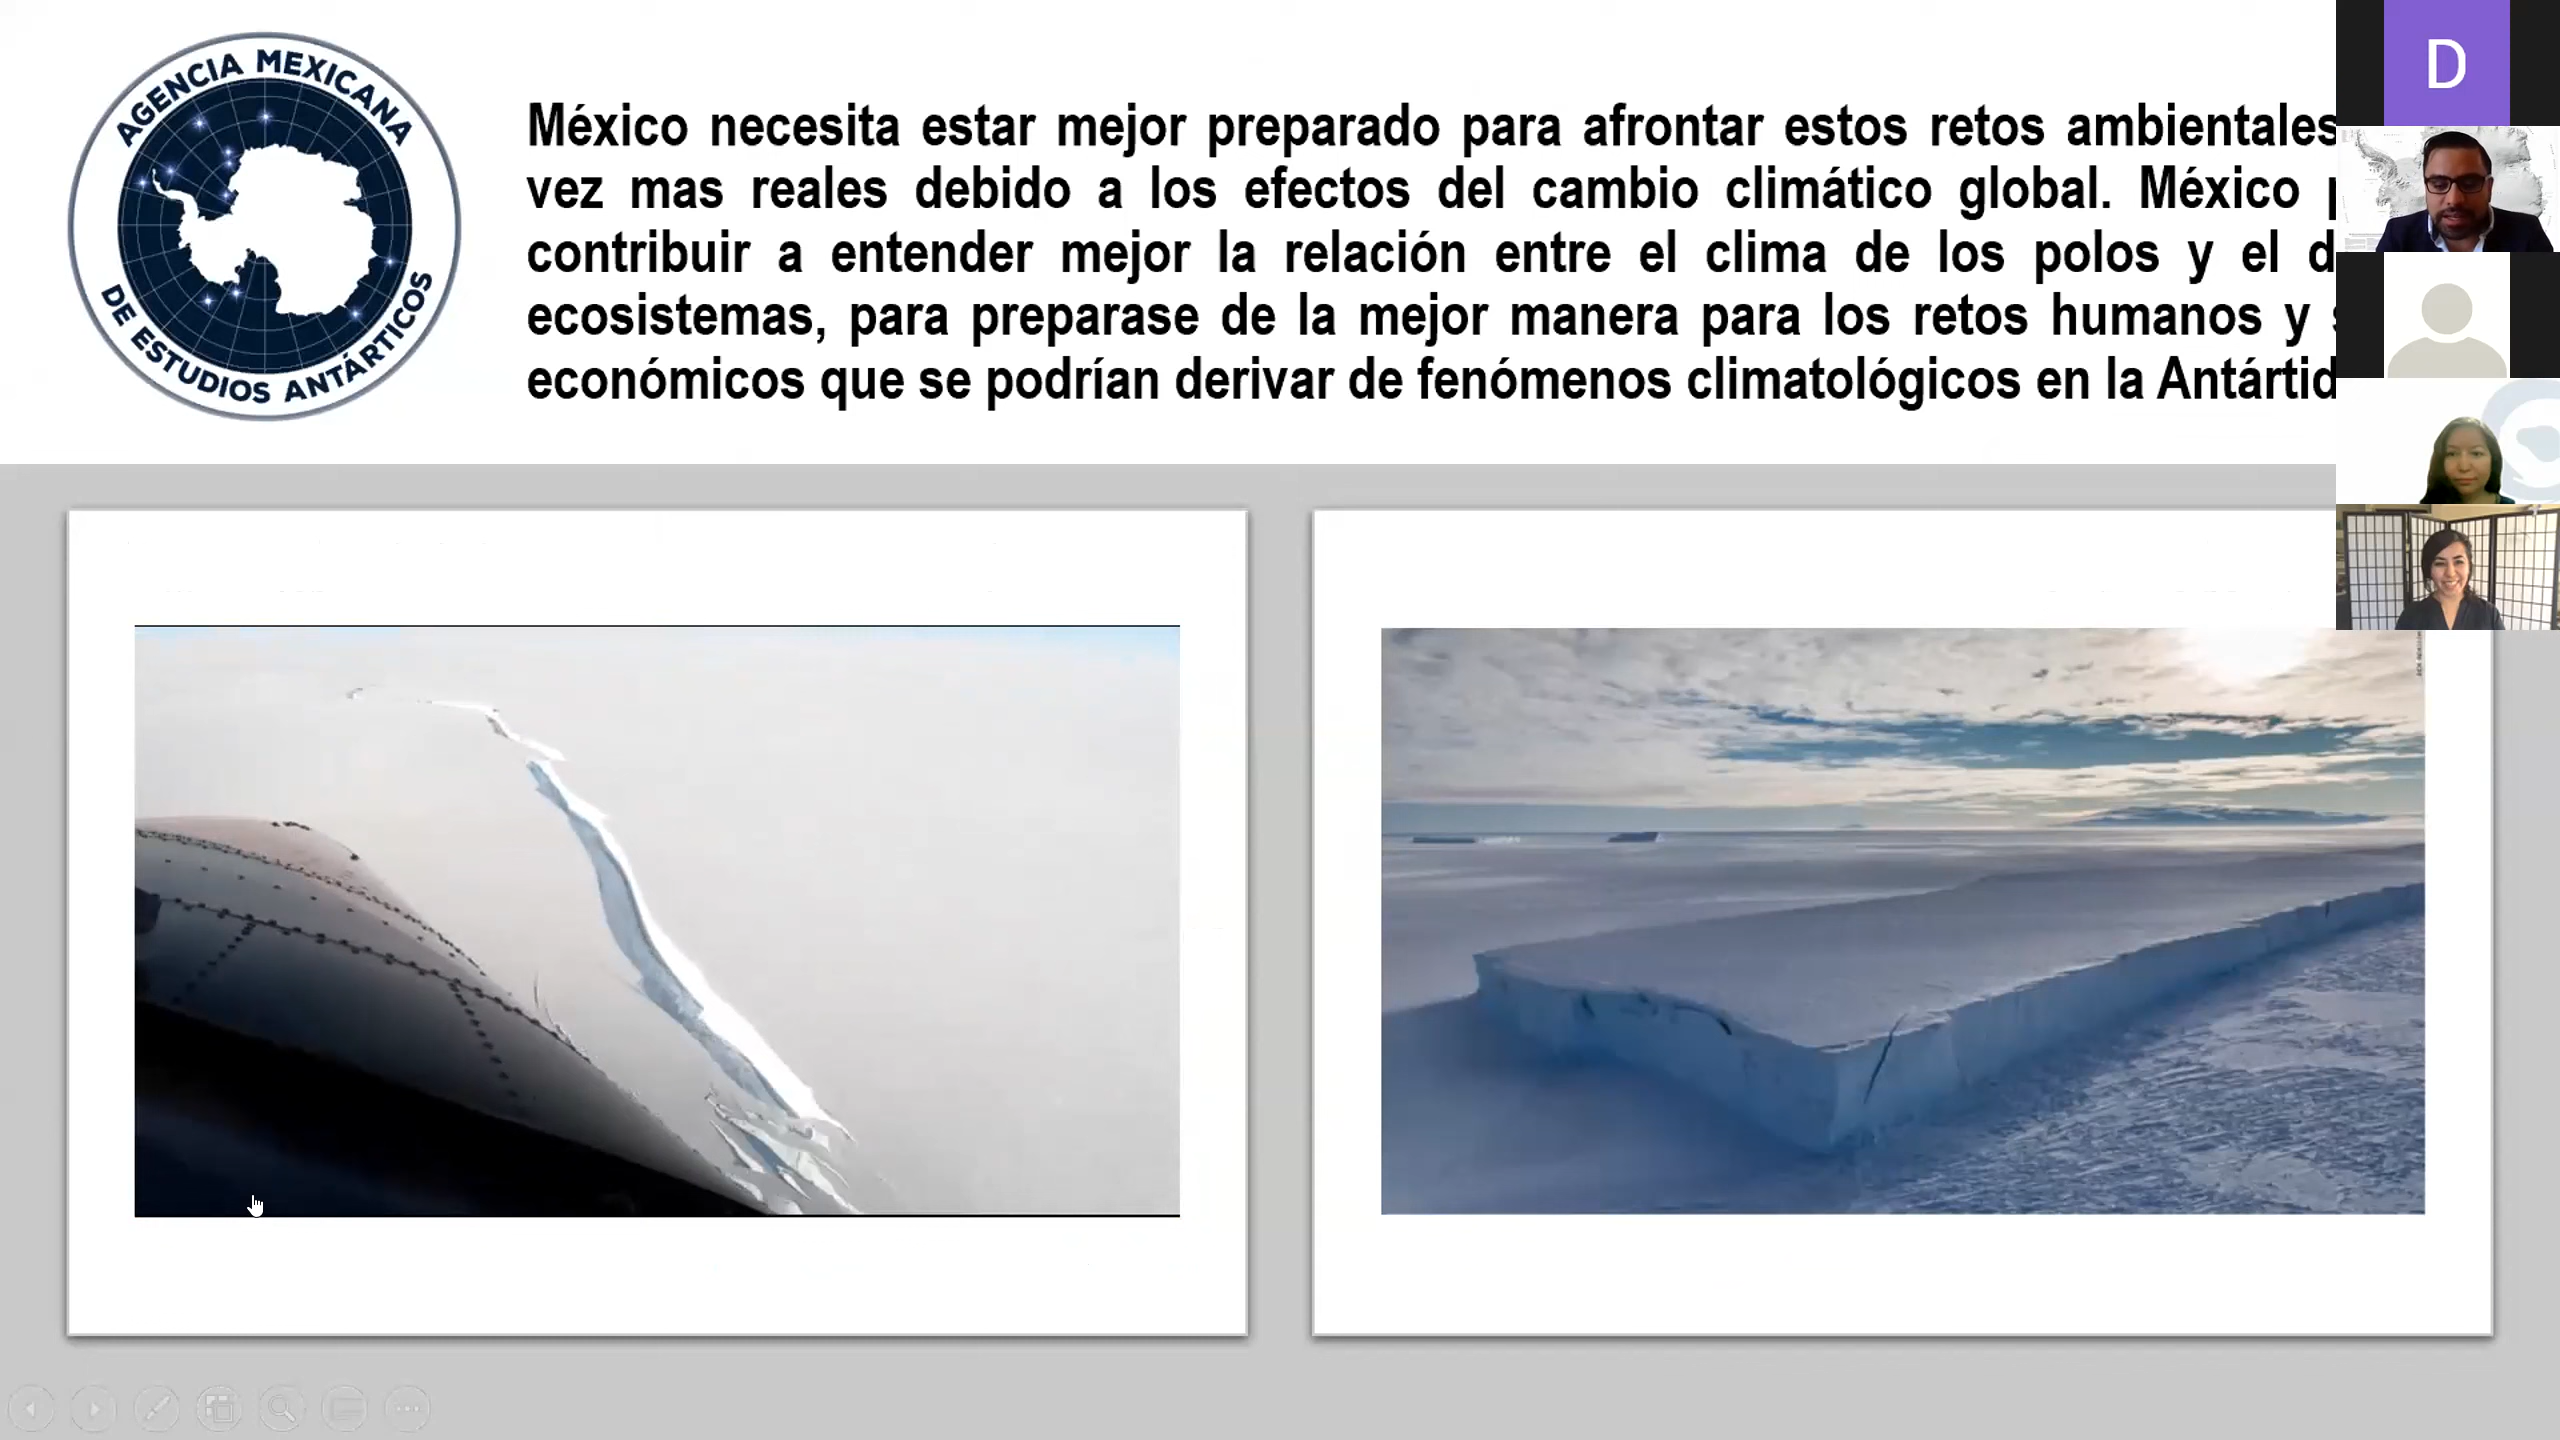 AGENCIA MEXICANA
DE ESTUDIOS ANTÁRTICOS
México necesita estar mejor preparado para afrontar estos retos ambientales
vez mas reales debido a los efectos del cambio climático global. México
contribuir a entender mejor la relación entre el clima de los polos y el
ecosistemas, para preparase de la mejor manera para los retos humanos y
económicos que se podrían derivar de fenómenos climatológicos en la
D